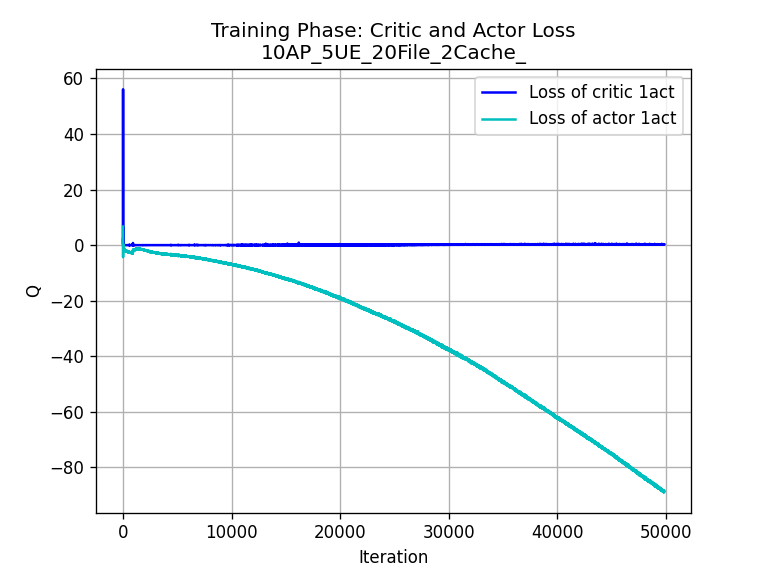 Training Phase: Critic and Actor Loss
10AP_5UE_20File_2Cache_
60
40
20
0
−20
−40
−60
−80
Q
Loss of critic 1act
Loss of actor 1act
0 10000 20000 30000 40000 50000
Iteration